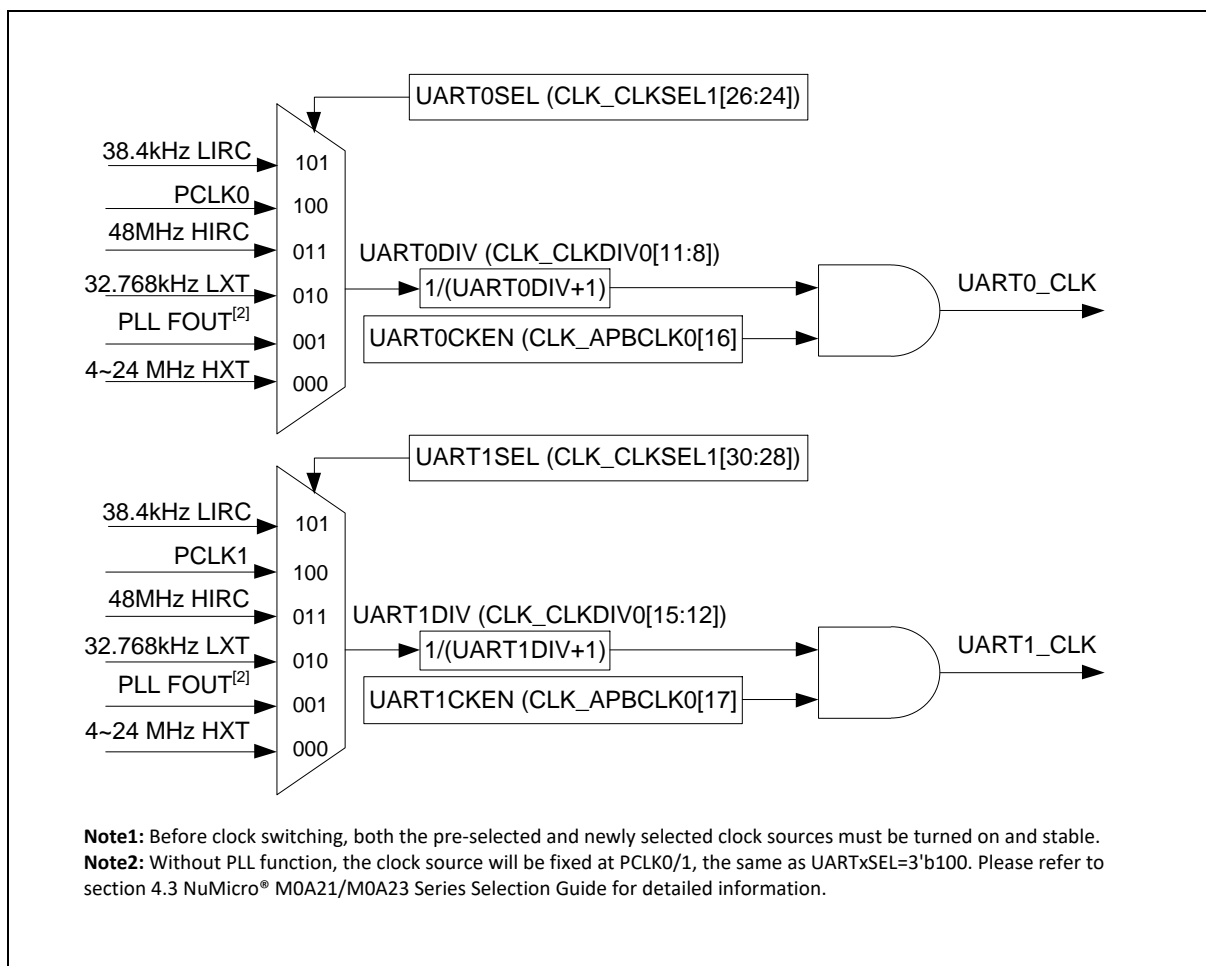 UART0SEL (CLK_CLKSEL1[26:24])
38.4kHz LIRC
101
PCLK0
100
48MHz HIRC
011
UART0DIV (CLK_CLKDIV0[11:8])
32.768kHz LXT
010
1/(UART0DIV+1)
UART0_CLK
PLL FOUT[2]
001
UART0CKEN (CLK_APBCLK0[16]
4~24 MHz HXT
000
UART1SEL (CLK_CLKSEL1[30:28])
38.4kHz LIRC
101
PCLK1
100
48MHz HIRC
011
UART1DIV (CLK_CLKDIV0[15:12])
32.768kHz LXT
010
1/(UART1DIV+1)
UART1_CLK
PLL FOUT[2]
001
UART1CKEN (CLK_APBCLK0[17]
4~24 MHz HXT
000
Note1: Before clock switching, both the pre-selected and newly selected clock sources must be turned on and stable.
Note2: Without PLL function, the clock source will be fixed at PCLK0/1, the same as UARTxSEL=3'b100. Please refer to
section 4.3 NuMicro® M0A21/M0A23 Series Selection Guide for detailed information.